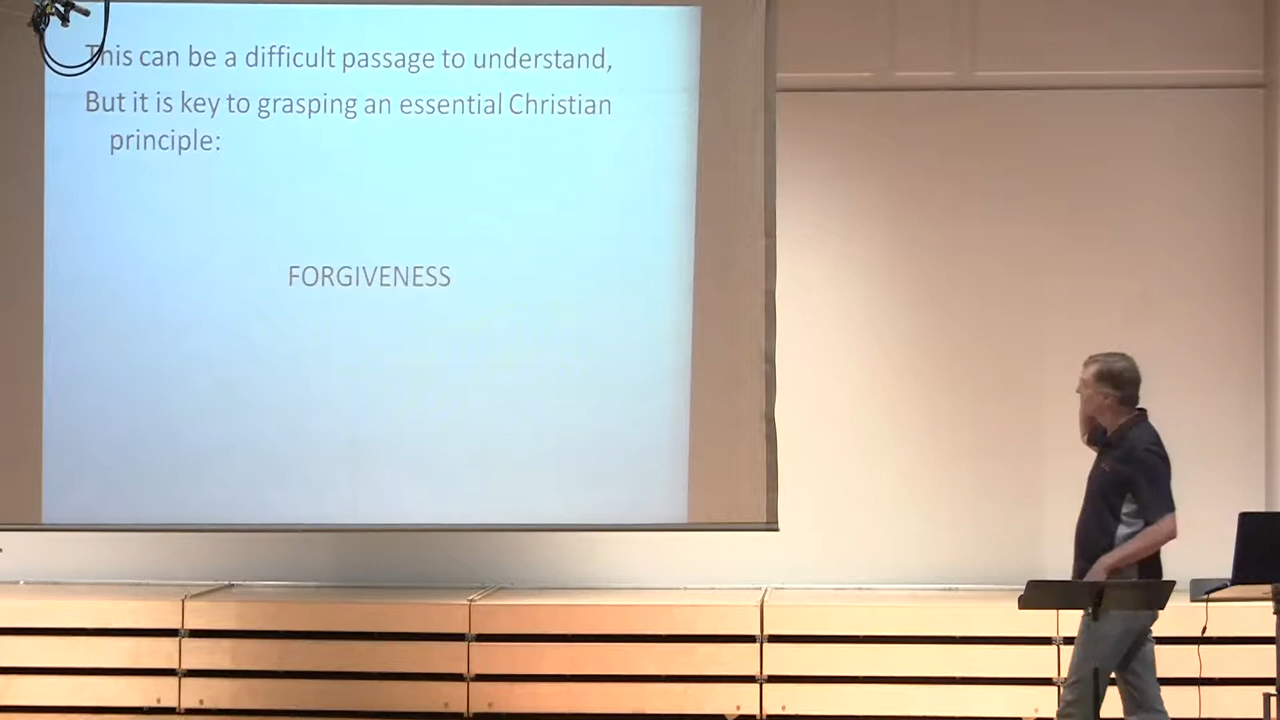 This can be a difficult passage to understand,
But it is key to grasping an essential Christian
principle:
FORGIVENESS